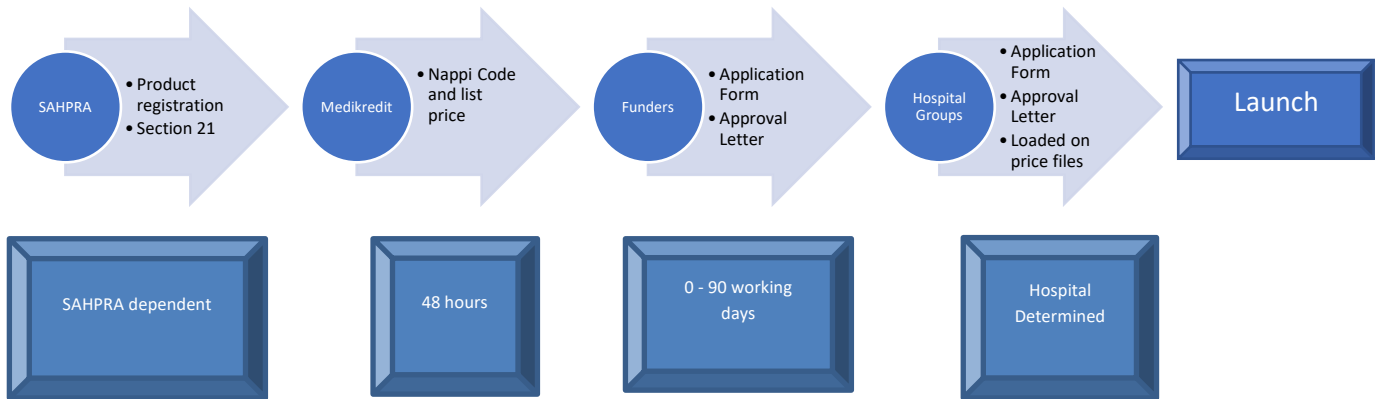 SAHPRA
• Product
registration
• Section 21
Medikredit
• Nappi Code
and list
price
Funders
• Application
Form
• Approval
Letter
Hospital
Groups
• Application
Form
• Approval
Letter
• Loaded on
price files
Launch
SAHPRA dependent
48 hours
0 - 90 working
days
Hospital
Determined